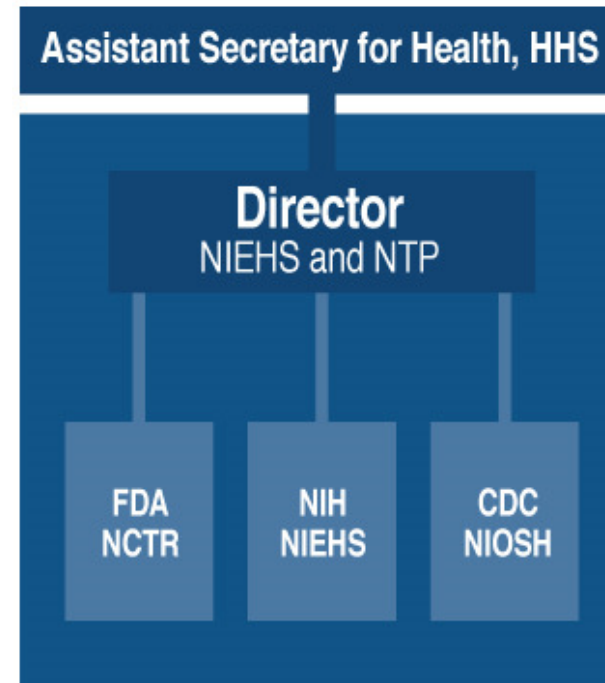 Assistant Secretary for Health, HHS
Director
NIEHS and NTP
FDA
NCTR
NIH
NIEHS
CDC
NIOSH